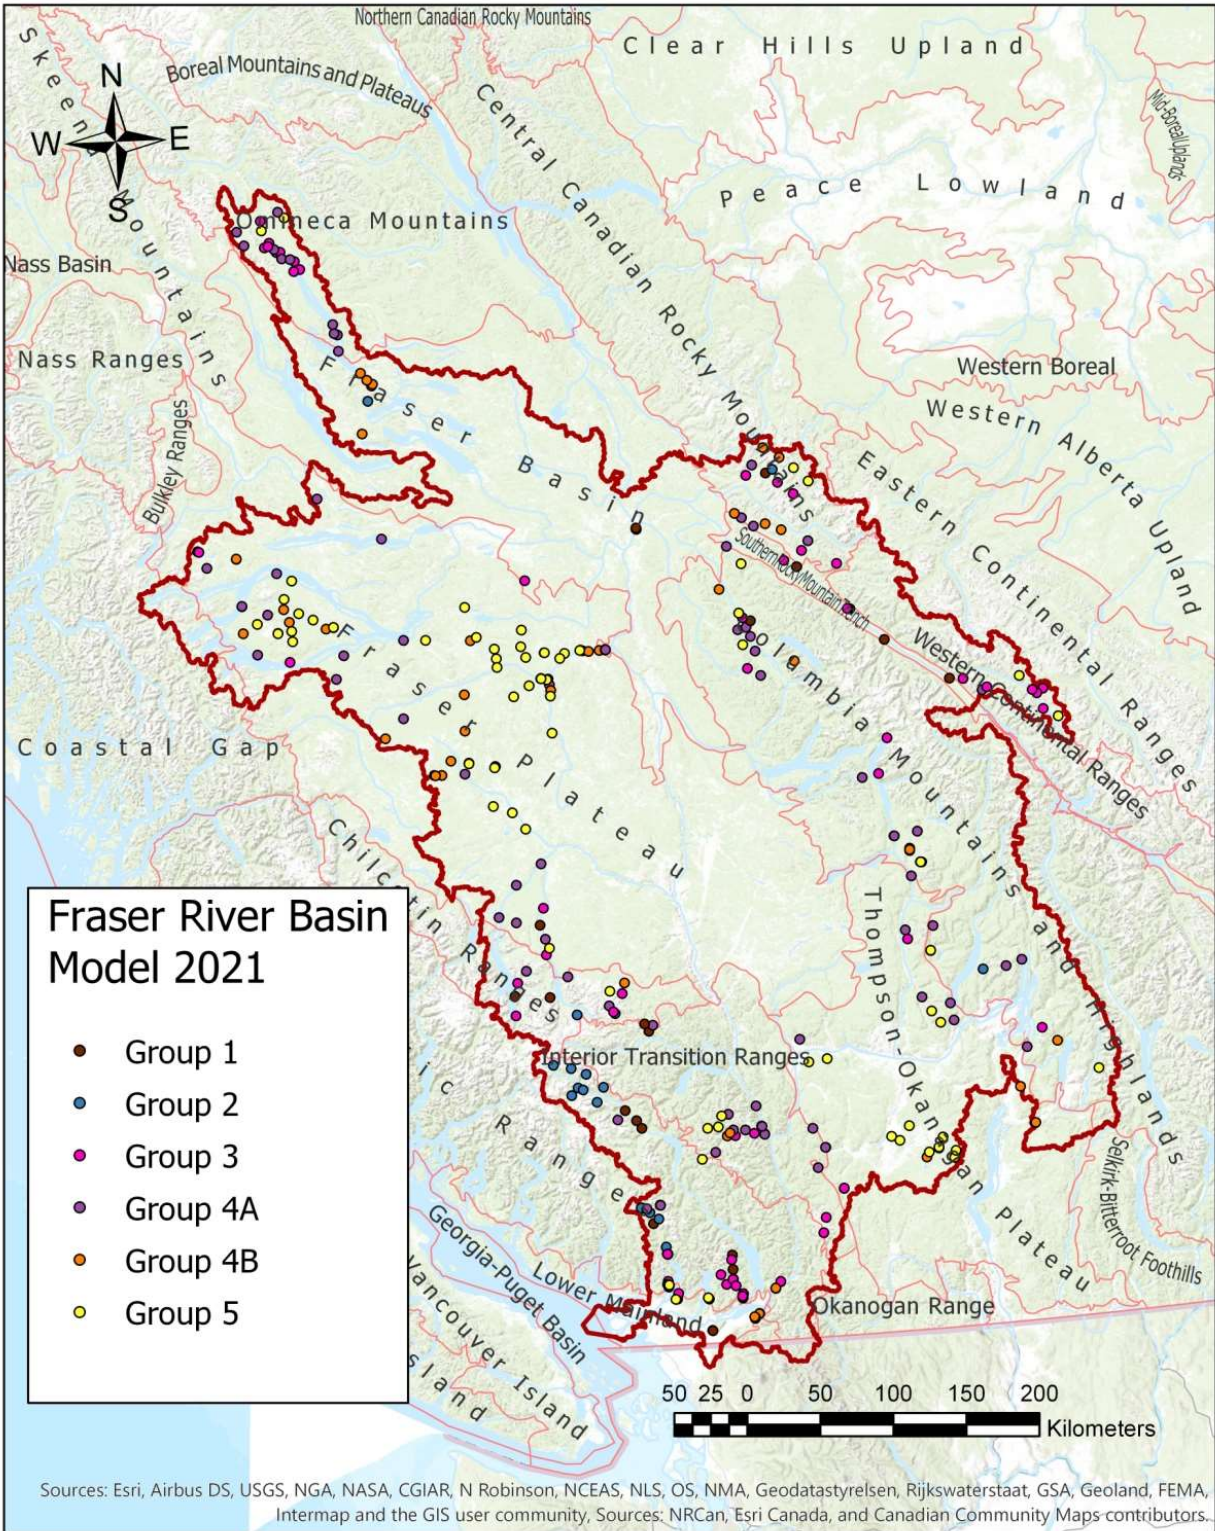 Northern Canadian Rocky Mountains
Clear Hills Upland
Skeena Mountains
Boreal Mountains and Plateaus
Mid-Boreal Uplands
N
W E
S
Central Canadian Rocky Mountains
Peace Lowland
Omineca Mountains
Nass Basin
Nass Ranges
Western Boreal
Western Alberta Upland
Fraser Basin
Bulkley Ranges
Eastern Continental Ranges
Southern Rocky Mountain Trench
Western Continental Ranges
Fraser Plateau
Columbia Mountains and Highlands
Coastal Gap
Chilcotin Ranges
Thompson-Okanogan Plateau
Interior Transition Ranges
ic Ranges
Selkirk-Bitterroot Foothills
Georgia-Puget Basin
Lower Mainland
Okanogan Range
Vancouver Island
sland
Fraser River Basin
Model 2021
Group 1
Group 2
Group 3
Group 4A
Group 4B
Group 5
50 25 0 50 100 150 200
Kilometers
Sources: Esri, Airbus DS, USGS, NGA, NASA, CGIAR, N Robinson, NCEAS, NLS, OS, NMA, Geodatastyrelsen, Rijkswaterstaat, GSA, Geoland, FEMA,
Intermap and the GIS user community, Sources: NRCan, Esri Canada, and Canadian Community Maps contributors.